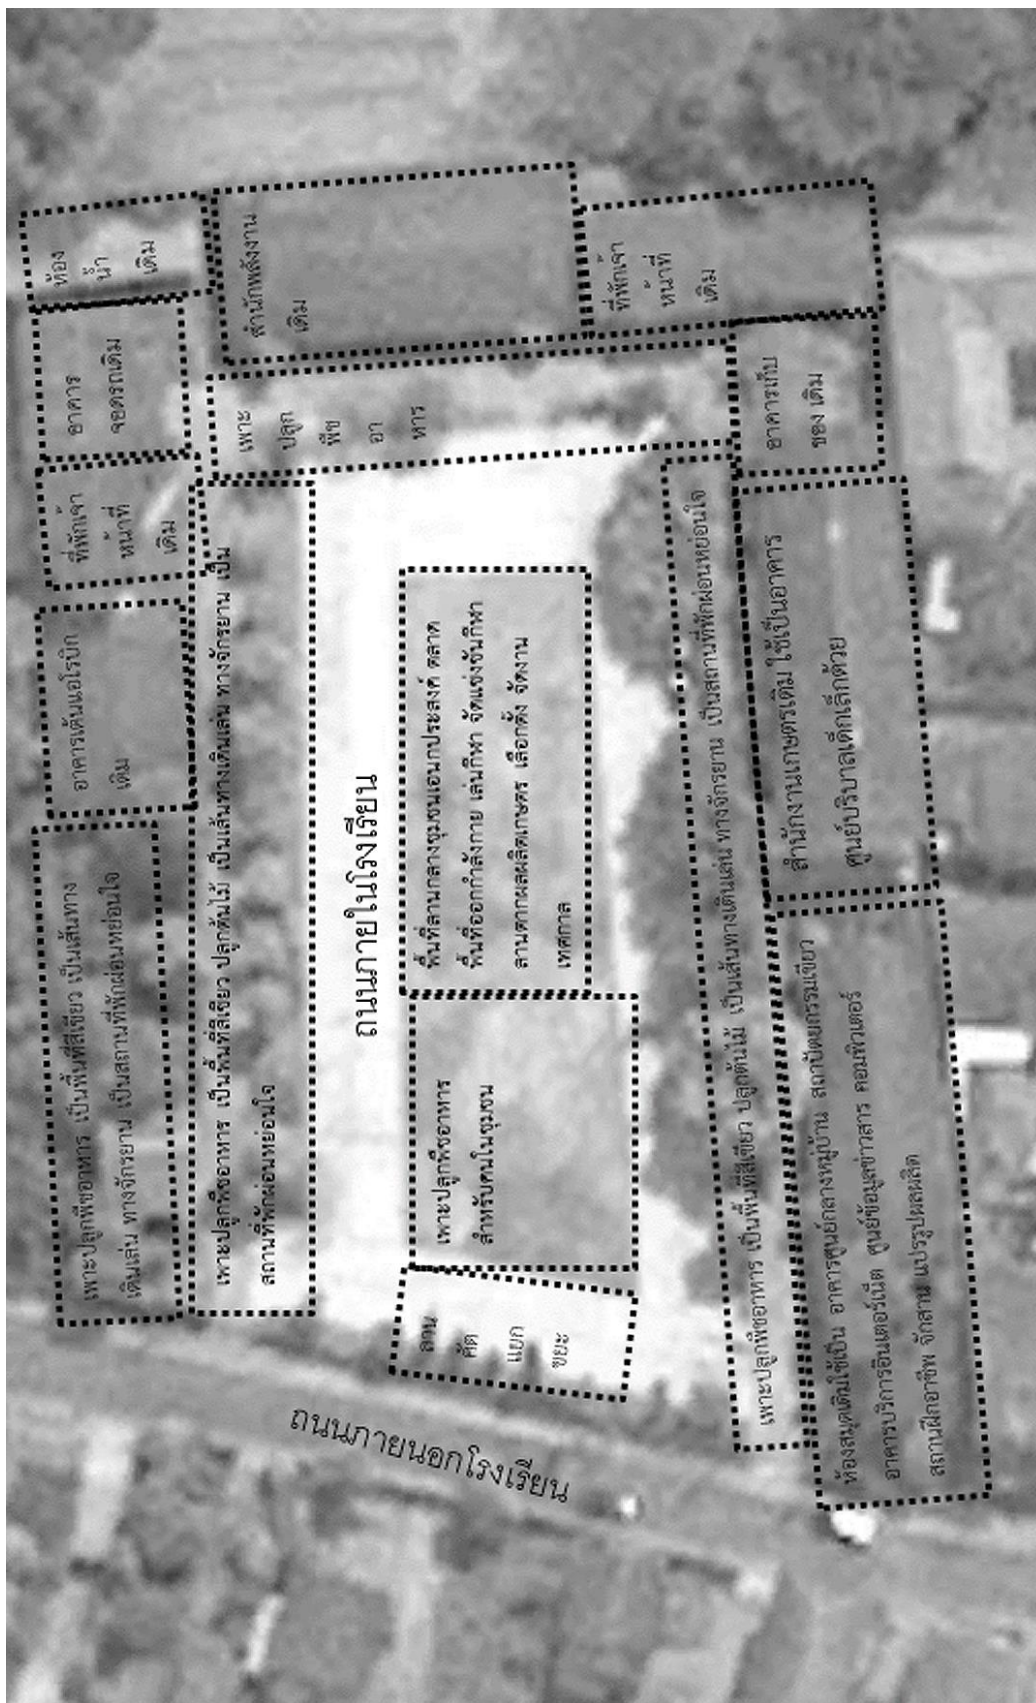 ห้อง
น้ำ
เดิม
อาคาร
จอดรถเดิม
ที่พักเจ้า
หน้าที่
เดิม
อาคารเต้นแอโรบิก
เดิม
เพาะปลูกพืชอาหาร เป็นพื้นที่สีเขียว เป็นเส้นทาง
เดินเล่น ทางจักรยาน เป็นสถานที่พักผ่อนหย่อนใจ
สำนักพลังงาน
เดิม
เพาะ
ปลูก
พืช
อา
หาร
เพาะปลูกพืชอาหาร เป็นพื้นที่สีเขียว ปลูกต้นไม้ เป็นเส้นทางเดินเล่น ทางจักรยาน เป็น
สถานที่พักผ่อนหย่อนใจ
ถนนภายในโรงเรียน
พื้นที่ลานกลางชุมชนเอนกประสงค์ ตลาด
พื้นที่ออกกำลังกาย เล่นกีฬา จัดแข่งขันกีฬา
ลานตากผลผลิตเกษตร เลือกตั้ง จัดงาน
เทศกาล
เพาะปลูกพืชอาหาร
สำหรับคนในชุมชน
ลาน
คัด
แยก
ขยะ
ถนนภายนอกโรงเรียน
ที่พักเจ้า
หน้าที่
เดิม
อาคารเก็บ
ของ เดิม
เพาะปลูกพืชอาหาร เป็นพื้นที่สีเขียว ปลูกต้นไม้ เป็นเส้นทางเดินเล่น ทางจักรยาน เป็นสถานที่พักผ่อนหย่อนใจ
สำนักงานเกษตรเดิม ใช้เป็นอาคาร
ศูนย์บริบาลเด็กเล็กด้วย
ห้องสมุดเดิมใช้เป็น อาคารศูนย์กลางหมู่บ้าน สถาปัตยกรรมเขียว
อาคารบริการอินเตอร์เน็ต ศูนย์ข้อมูลข่าวสาร คอมพิวเตอร์
สถานฝึกอาชีพ จักสาน แปรรูปผลผลิต